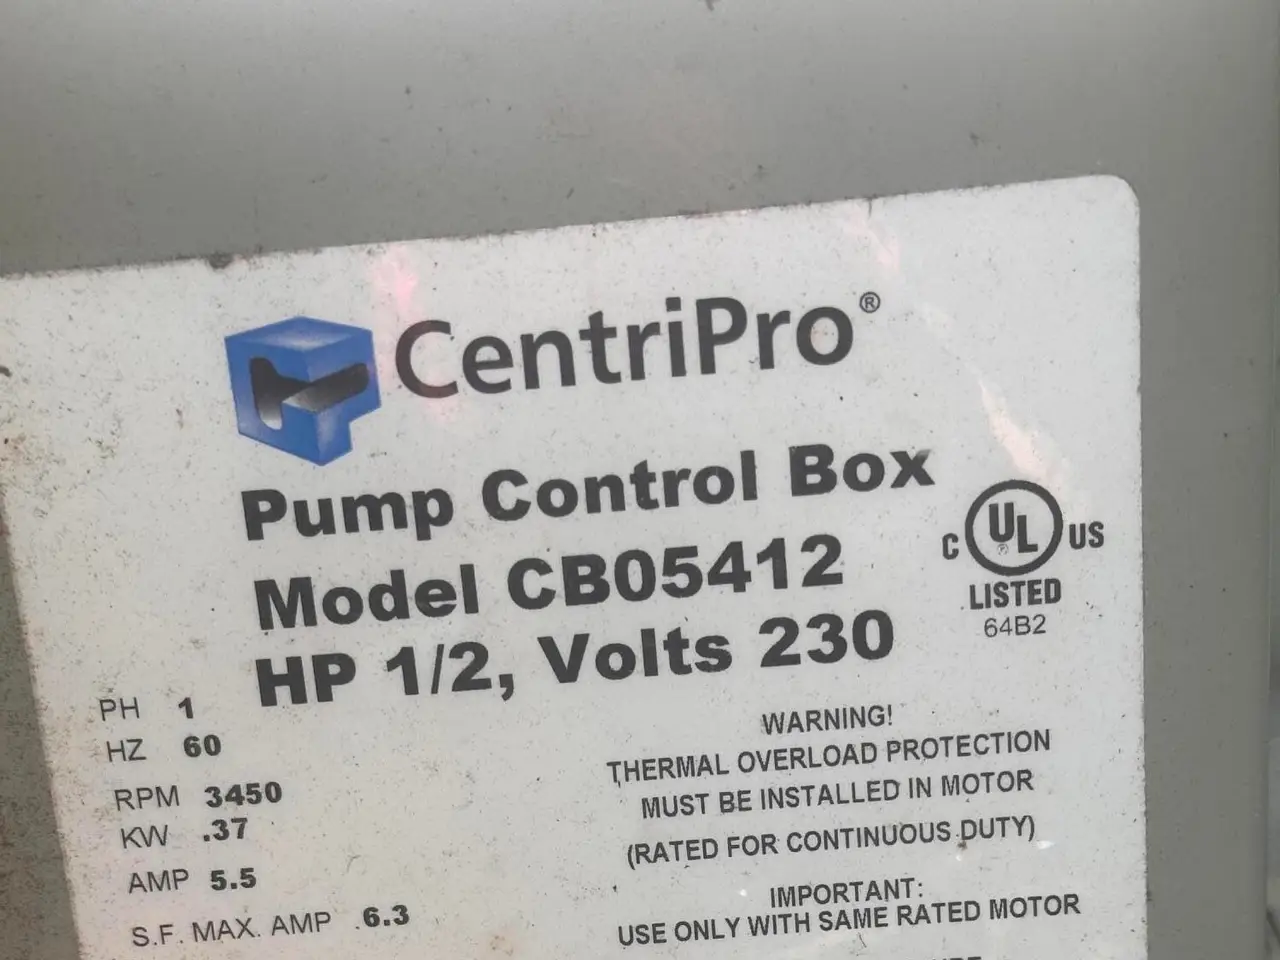 CentriPro®
Pump Control Box
Model CB05412
HP 1/2, Volts 230
C UL® US
LISTED
64B2
PH 1
HZ 60
RPM 3450
KW .37
AMP 5.5
S.F. MAX. AMP .6.3
WARNING!
THERMAL OVERLOAD PROTECTION
MUST BE INSTALLED IN MOTOR
(RATED FOR CONTINUOUS DUTY)
IMPORTANT:
USE ONLY WITH SAME RATED MOTOR